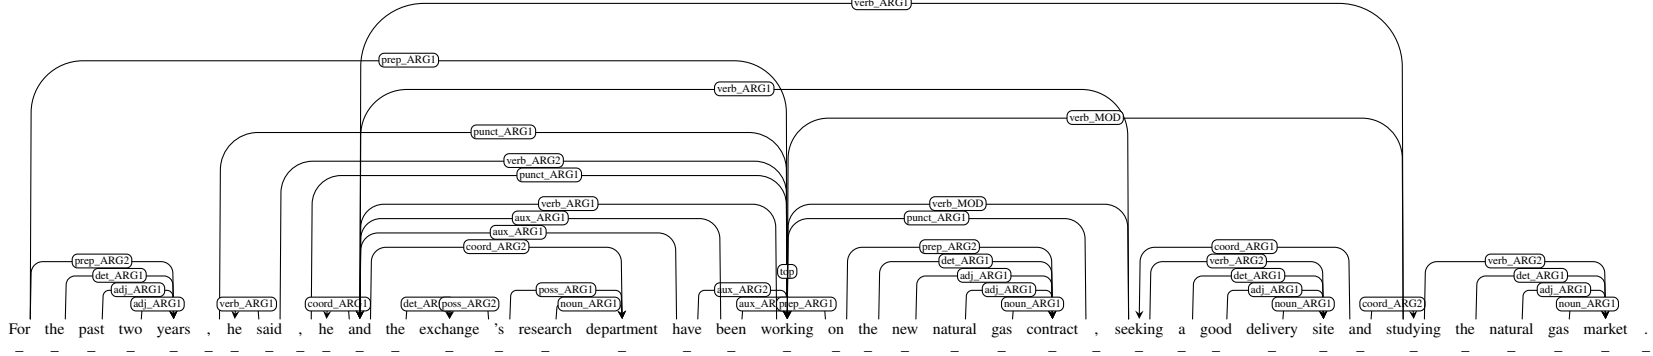 verb_ARG1
prep_ARG1
verb_ARG1
verb_MOD
punct_ARG1
verb_ARG2
punct_ARG1
verb_ARG1 verb_MOD
aux_ARG1 punct_ARG1
aux_ARG1
coord_ARG2 prep_ARG2 coord_ARG1
prep_ARG2 det_ARG1 verb_ARG2 verb_ARG2
top
det_ARG1 adj_ARG1 det_ARG1 det_ARG1
adj_ARG1 poss_ARG1 aux_ARG2 adj_ARG1 adj_ARG1 adj_ARG1
adj_ARG1 verb_ARG1 coord_ARG1 det_AR poss_ARG2 noun_ARG1 aux_AR prep_ARG1 noun_ARG1 noun_ARG1 coord_ARG2 noun_ARG1
For the past two years , he said , he and the exchange 's research department have been working on the new natural gas contract , seeking a good delivery site and studying the natural gas market .
_ _ _ _ _ _ _ _ _ _ _ _ _ _ _ _ _ _ _ _ _ _ _ _ _ _ _ _ _ _ _ _ _ _ _ _ _ _